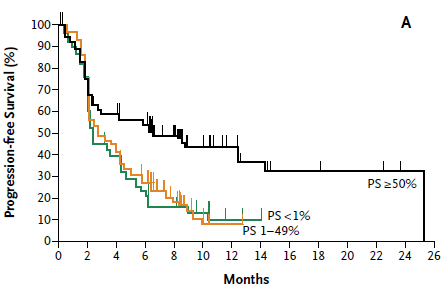 A
Progression-free Survival (%)
100
90
80
70
60
50
40
30
20
10
0
PS ≥50%
PS <1%
PS 1–49%
0 2 4 6 8 10 12 14 16 18 20 22 24 26
Months